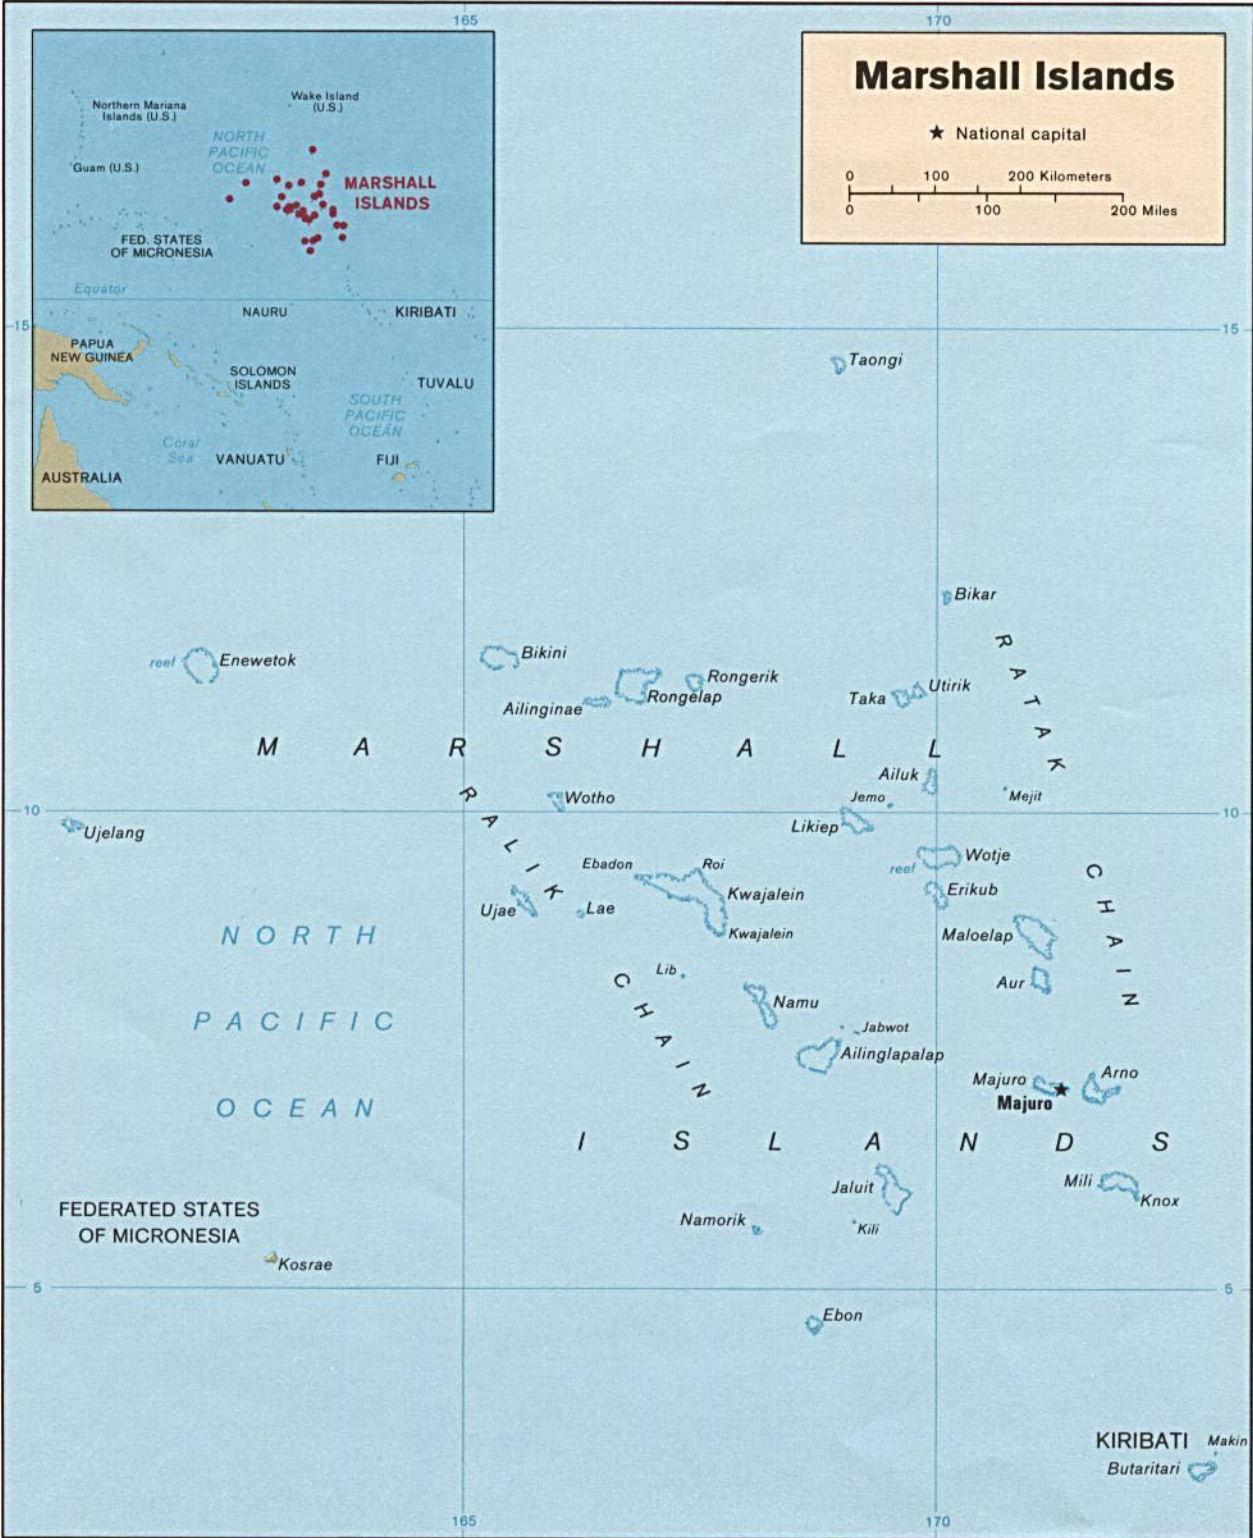 165
170
Marshall Islands
★ National capital
0 100 200 Kilometers
0 100 200 Miles
Northern Mariana
Islands (U.S.)
Wake Island
(U.S.)
NORTH
PACIFIC
OCEAN
Guam (U.S.)
MARSHALL
ISLANDS
FED. STATES
OF MICRONESIA
Equator
NAURU
KIRIBATI
PAPUA
NEW GUINEA
SOLOMON
ISLANDS
TUVALU
SOUTH
PACIFIC
OCEAN
Coral
Sea
VANUATU
FIJI
AUSTRALIA
15
15
Taongi
Bikar
reef
Enewetok
Bikini
Rongerik
Rongelap
Ailinginae
Taka
Utirik
RATAK
MARSHALL
Ailuk
Jemo
Mejit
Wotho
RALIK
10
10
Ujelang
Likiep
Wotje
reef
Ebadon
Roi
Kwajalein
Erikub
CHAIN
Ujae
Lae
Kwajalein
Maloelap
NORTH
PACIFIC
OCEAN
Lib
CHAIN
Namu
Aur
Jabwot
Ailinglapalap
Majuro
Arno
Majuro
ISLANDS
Jaluit
Mili
Knox
FEDERATED STATES
OF MICRONESIA
Namorik
Kili
Kosrae
5
5
Ebon
KIRIBATI
Makin
Butaritari
165
170